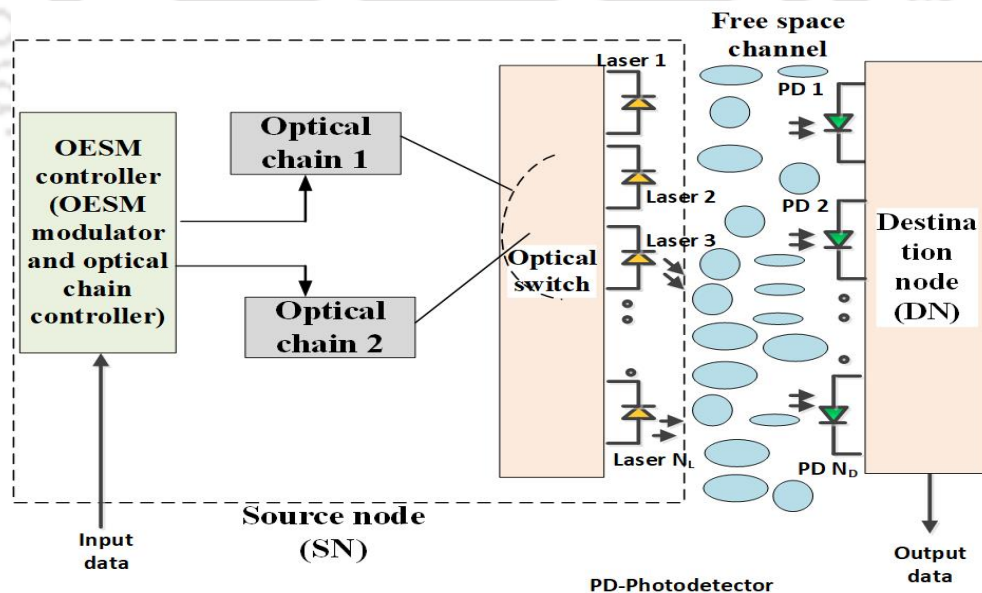 Free space
channel
Laser 1
PD 1
OESM
controller
(OESM
modulator
and optical
chain
controller)
Optical
chain 1
Laser 2
PD 2
Laser 3
Optical
switch
Destina
tion
node
(DN)
Optical
chain 2
Laser N_L
PD N_D
Source node
(SN)
Input
data
Output
data
PD-Photodetector